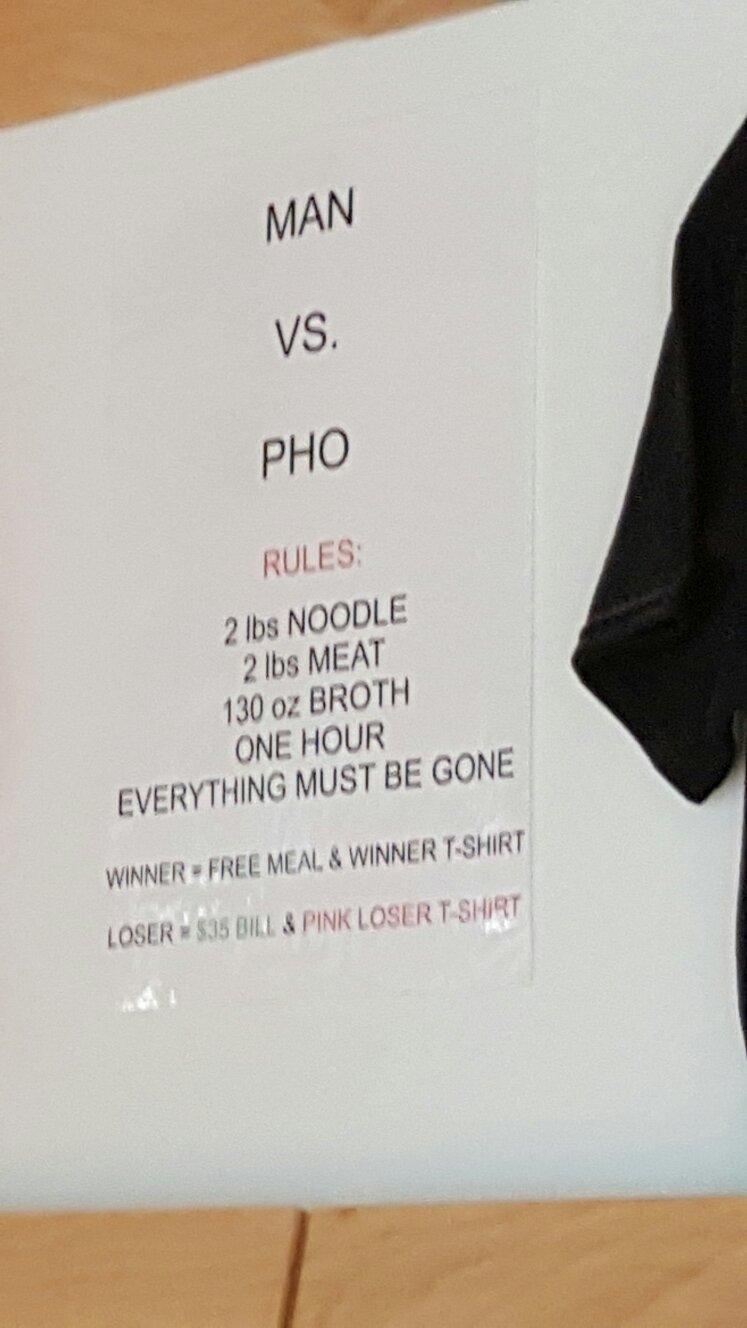 MAN
VS.
PHO
RULES:
2 lbs NOODLE
2 lbs MEAT
130 oz BROTH
ONE HOUR
EVERYTHING MUST BE GONE
WINNER = FREE MEAL & WINNER T-SHIRT
LOSER = $35 BILL & PINK LOSER T-SHIRT